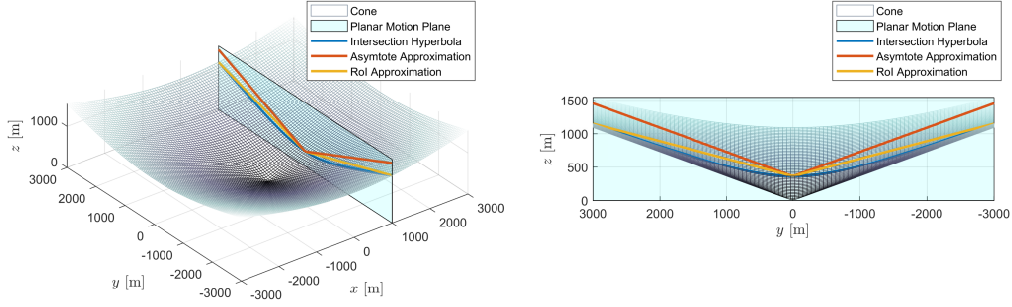 Cone
Planar Motion Plane
Intersection Hyperbola
Asymtote Approximation
RoI Approximation
z [m]
1000
0
3000
2000
1000
0
-1000
-2000
-3000
y [m]
-3000
-2000
-1000
0
1000
2000
3000
x [m]
Cone
Planar Motion Plane
Intersection Hyperbola
Asymtote Approximation
RoI Approximation
z [m]
1500
1000
500
0
3000
2000
1000
0
-1000
-2000
-3000
y [m]